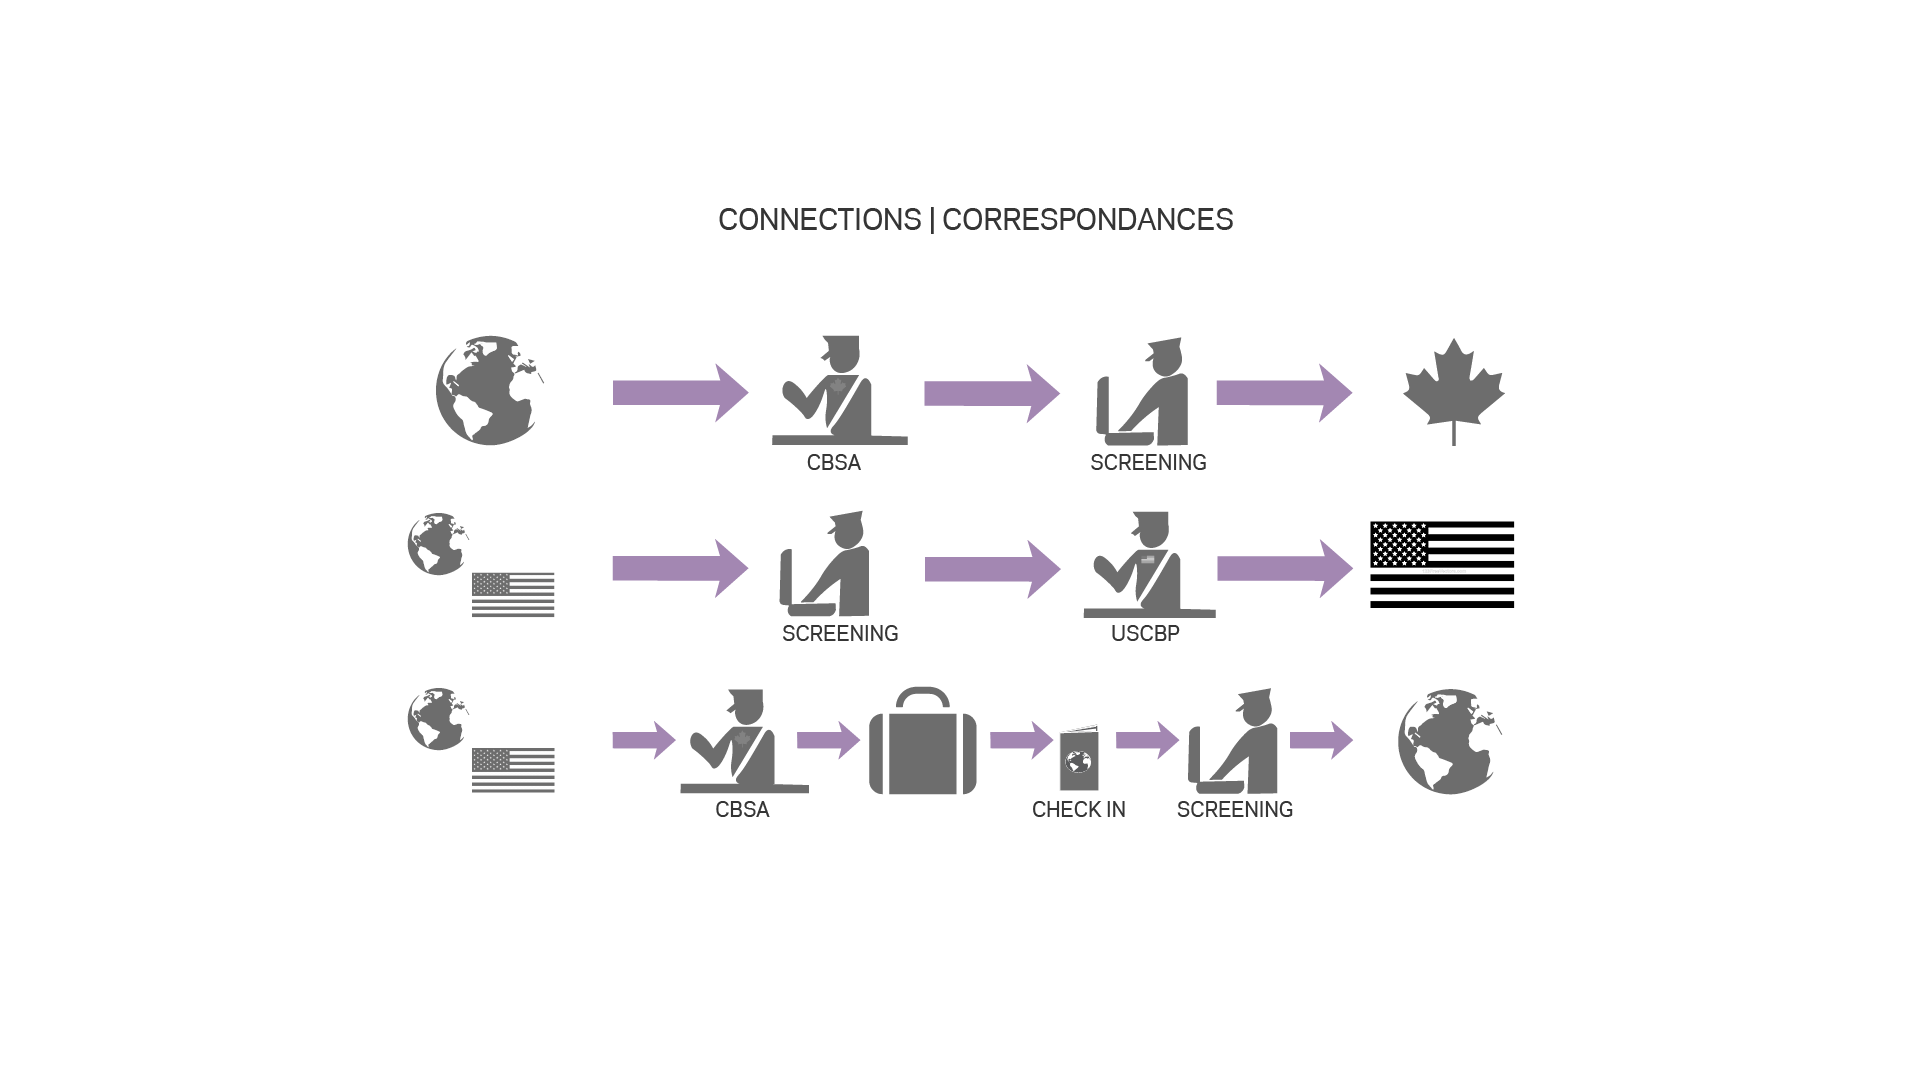 CONNECTIONS | CORRESPONDANCES
CBSA
SCREENING
SCREENING
USCBP
CBSA
CHECK IN
SCREENING